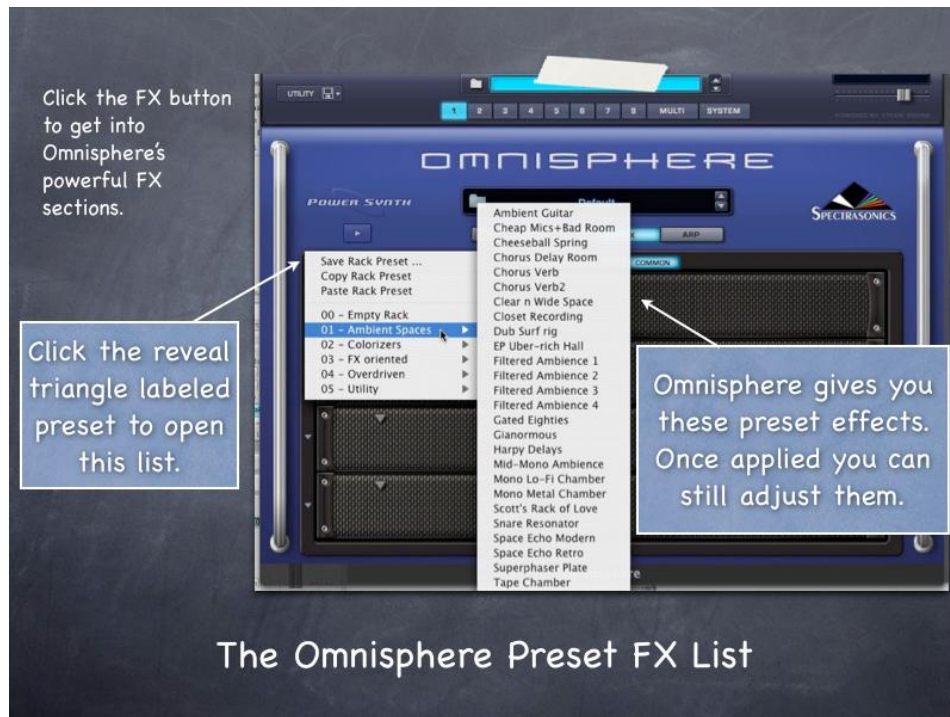 Click the FX button
to get into
Omnisphere's
powerful FX
sections.
UTILITY
1 2 3 4 5 6 7 8 MULTI SYSTEM
OMNISPHERE
POWER SYNTH
Default
SPECTRASONICS
ARP
COMMON
Save Rack Preset ...
Copy Rack Preset
Paste Rack Preset
00 - Empty Rack
01 - Ambient Spaces
02 - Colorizers
03 - FX oriented
04 - Overdriven
05 - Utility
Ambient Guitar
Cheap Mics+Bad Room
Cheeseball Spring
Chorus Delay Room
Chorus Verb
Chorus Verb2
Clear n Wide Space
Closet Recording
Dub Surf rig
EP Uber-rich Hall
Filtered Ambience 1
Filtered Ambience 2
Filtered Ambience 3
Filtered Ambience 4
Gated Eighties
Gianormous
Harpy Delays
Mid-Mono Ambience
Mono Lo-Fi Chamber
Mono Metal Chamber
Scott's Rack of Love
Snare Resonator
Space Echo Modern
Space Echo Retro
Superphaser Plate
Tape Chamber
Click the reveal
triangle labeled
preset to open
this list.
Omnisphere gives you
these preset effects.
Once applied you can
still adjust them.
The Omnisphere Preset FX List